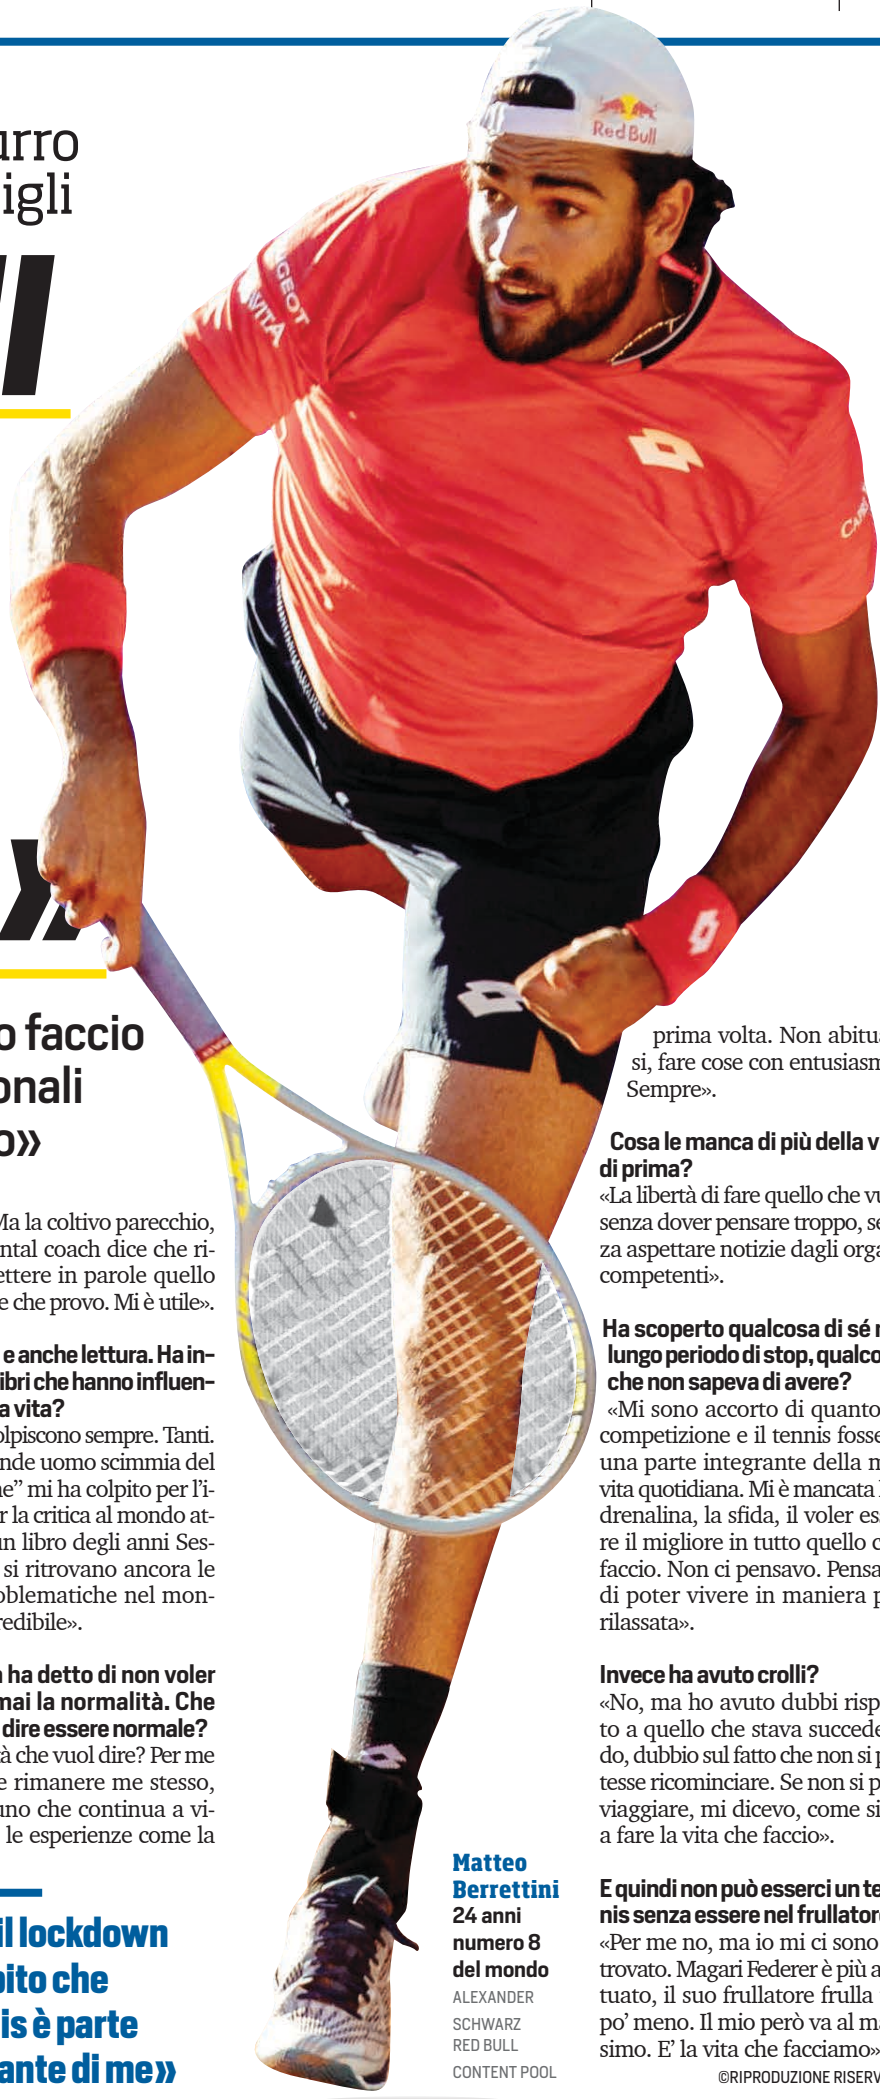 urro
igli
»
o faccio
onali
o»
Ma la coltivo parecchio,
ntal coach dice che ri-
ettere in parole quello
e che provo. Mi è utile».
e anche lettura. Ha in-
libri che hanno influen-
a vita?
olpiscono sempre. Tanti.
nde uomo scimmia del
ne” mi ha colpito per l’i-
r la critica al mondo at-
un libro degli anni Ses-
si ritrovano ancora le
oblematiche nel mon-
redibile».
ha detto di non voler
mai la normalità. Che
dire essere normale?
tà che vuol dire? Per me
e rimanere me stesso,
uno che continua a vi-
le esperienze come la
il lockdown
pito che
is è parte
ante di me»
Red Bull
GEOT
VITA
Matteo
Berrettini
24 anni
numero 8
del mondo
ALEXANDER
SCHWARZ
RED BULL
CONTENT POOL
prima volta. Non abitua
si, fare cose con entusiasm
Sempre».
Cosa le manca di più della v
di prima?
«La libertà di fare quello che vu
senza dover pensare troppo, se
za aspettare notizie dagli orga
competenti».
Ha scoperto qualcosa di sé n
lungo periodo di stop, qualco
che non sapeva di avere?
«Mi sono accorto di quanto
competizione e il tennis fosse
una parte integrante della m
vita quotidiana. Mi è mancata l
drenalina, la sfida, il voler ess
re il migliore in tutto quello c
faccio. Non ci pensavo. Pensa
di poter vivere in maniera p
rilassata».
Invece ha avuto crolli?
«No, ma ho avuto dubbi risp
to a quello che stava succede
do, dubbio sul fatto che non si p
tesse ricominciare. Se non si p
viaggiare, mi dicevo, come si
a fare la vita che faccio».
E quindi non può esserci un te
nis senza essere nel frullatore
«Per me no, ma io mi ci sono
trovato. Magari Federer è più a
tuato, il suo frullatore frulla
po’ meno. Il mio però va al ma
simo. E’ la vita che facciamo»
©RIPRODUZIONE RISERV